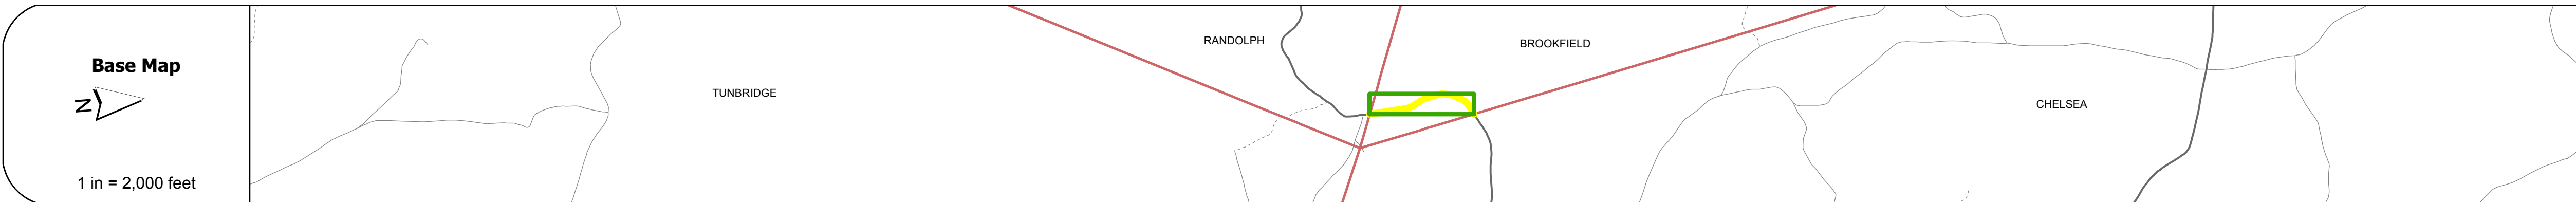 Base Map
N
1 in = 2,000 feet
TUNBRIDGE
RANDOLPH
BROOKFIELD
CHELSEA